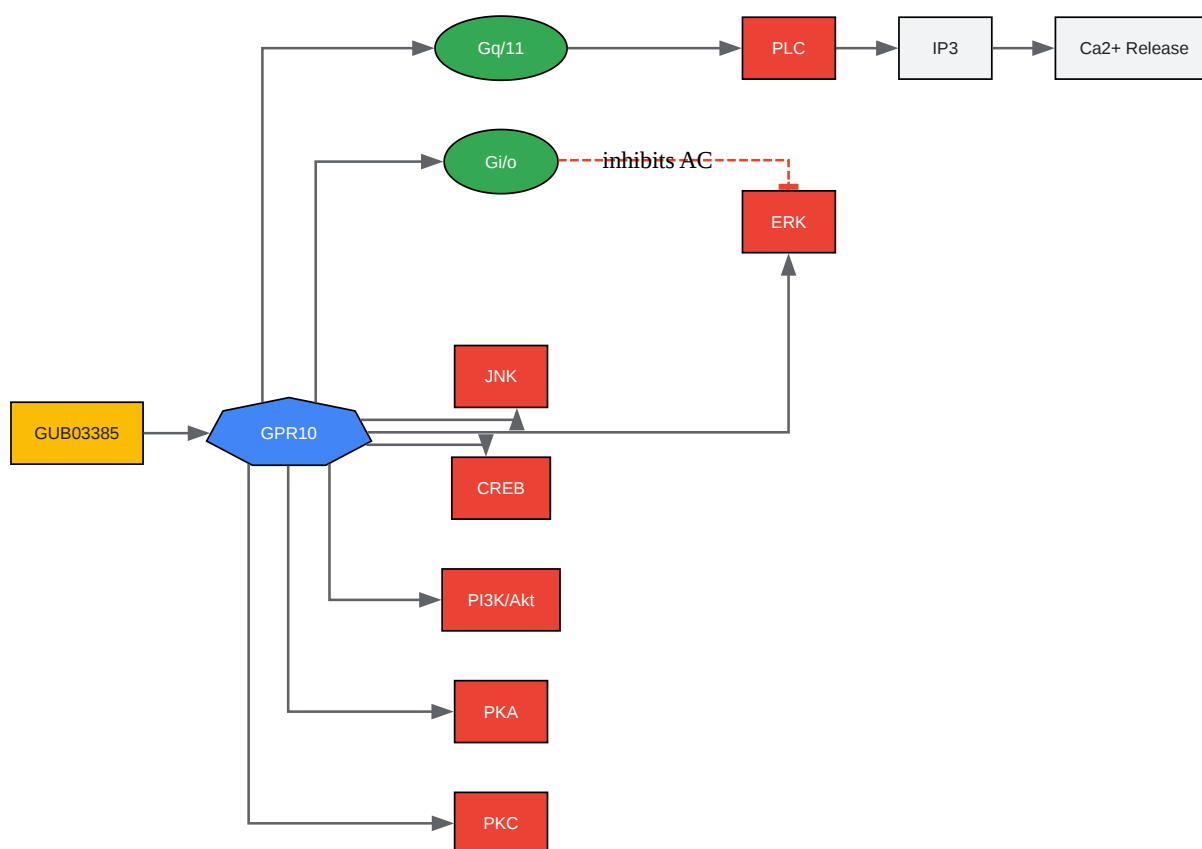 Gq/11
PLC
IP3
Ca2+ Release
Gi/o
inhibits AC
ERK
JNK
GUB03385
GPR10
CREB
PI3K/Akt
PKA
PKC